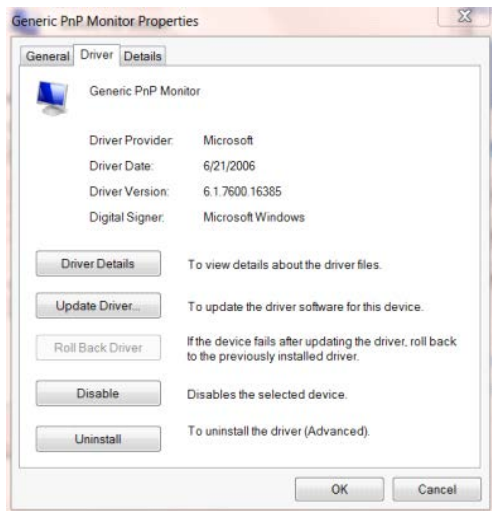 Generic PnP Monitor Properties
General Driver Details
Generic PnP Monitor
Driver Provider: Microsoft
Driver Date: 6/21/2006
Driver Version: 6.1.7600.16385
Digital Signer: Microsoft Windows
Driver Details To view details about the driver files.
Update Driver... To update the driver software for this device.
Roll Back Driver If the device fails after updating the driver, roll back
to the previously installed driver.
Disable Disables the selected device.
Uninstall To uninstall the driver (Advanced).
OK Cancel